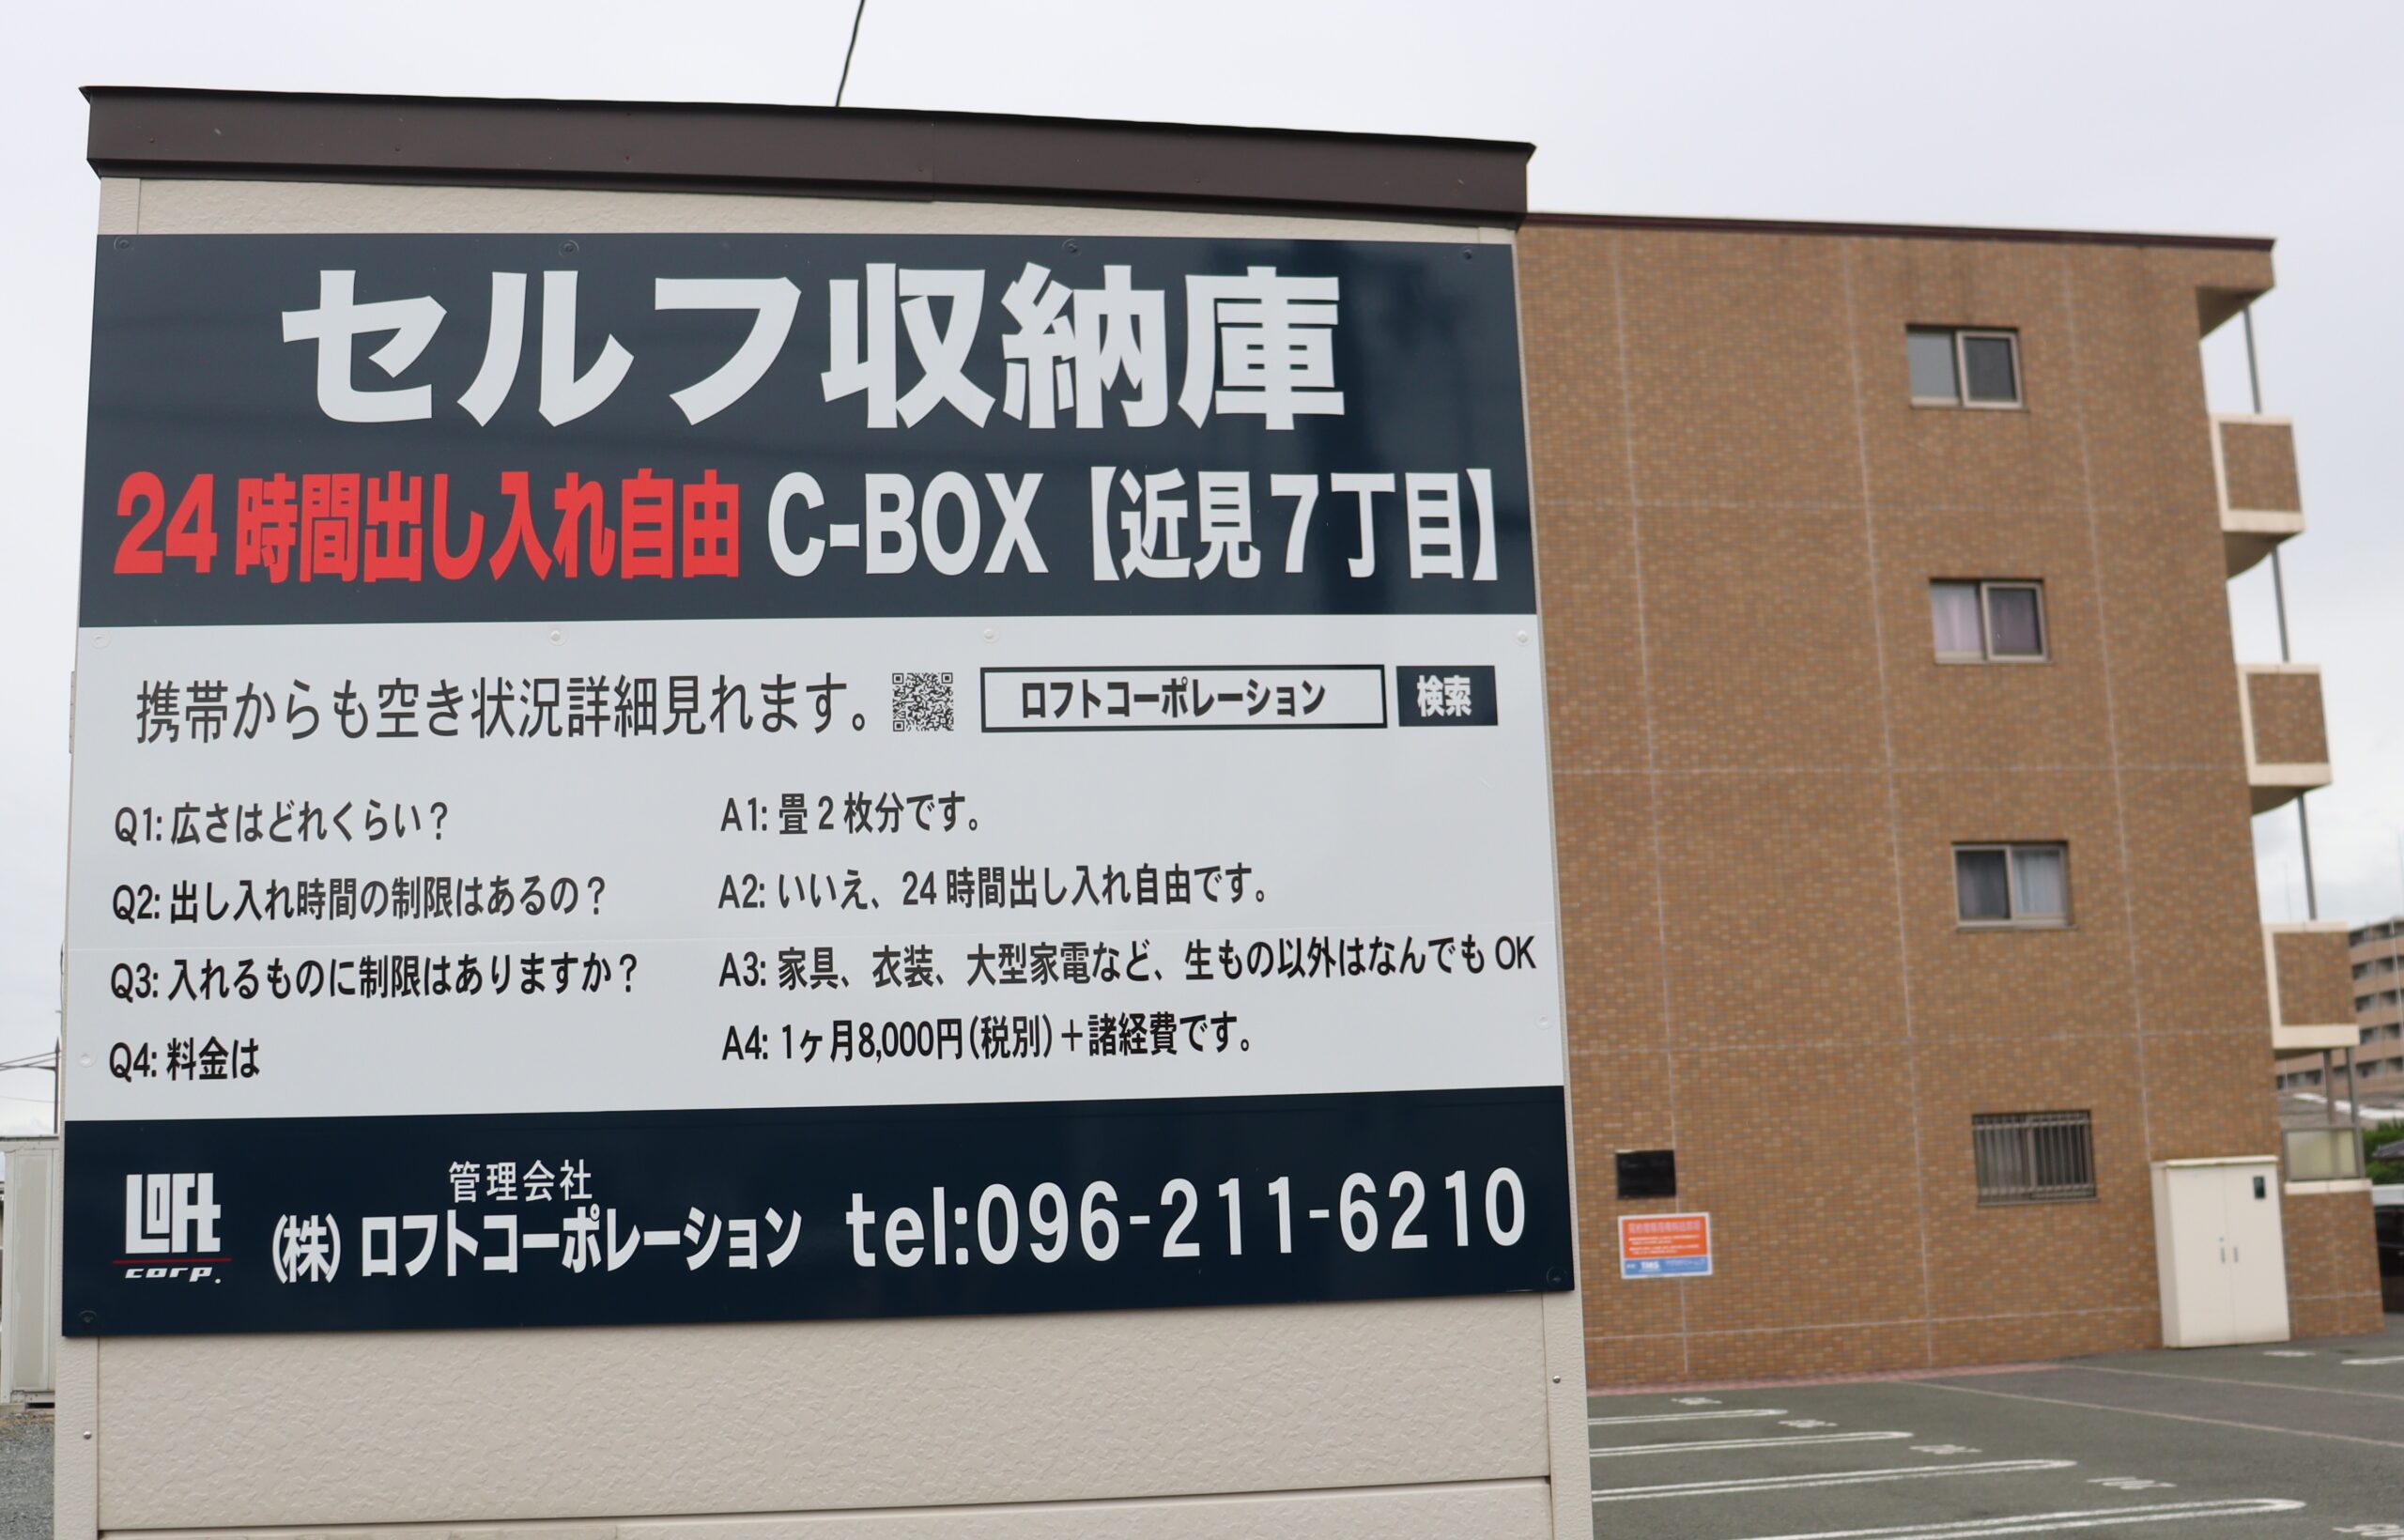 セルフ収納庫
24時間出し入れ自由 C-BOX【近見7丁目】
携帯からも空き状況詳細見れます。 ロフトコーポレーション 検索
Q1: 広さはどれくらい? A1: 畳2枚分です。
Q2: 出し入れ時間の制限はあるの? A2: いいえ、24時間出し入れ自由です。
Q3: 入れるものに制限はありますか? A3: 家具、衣装、大型家電など、生もの以外はなんでもOK
Q4: 料金は A4: 1ヶ月8,000円(税別)+諸経費です。
LOFt corp.
管理会社
(株)ロフトコーポレーション tel:096-211-6210